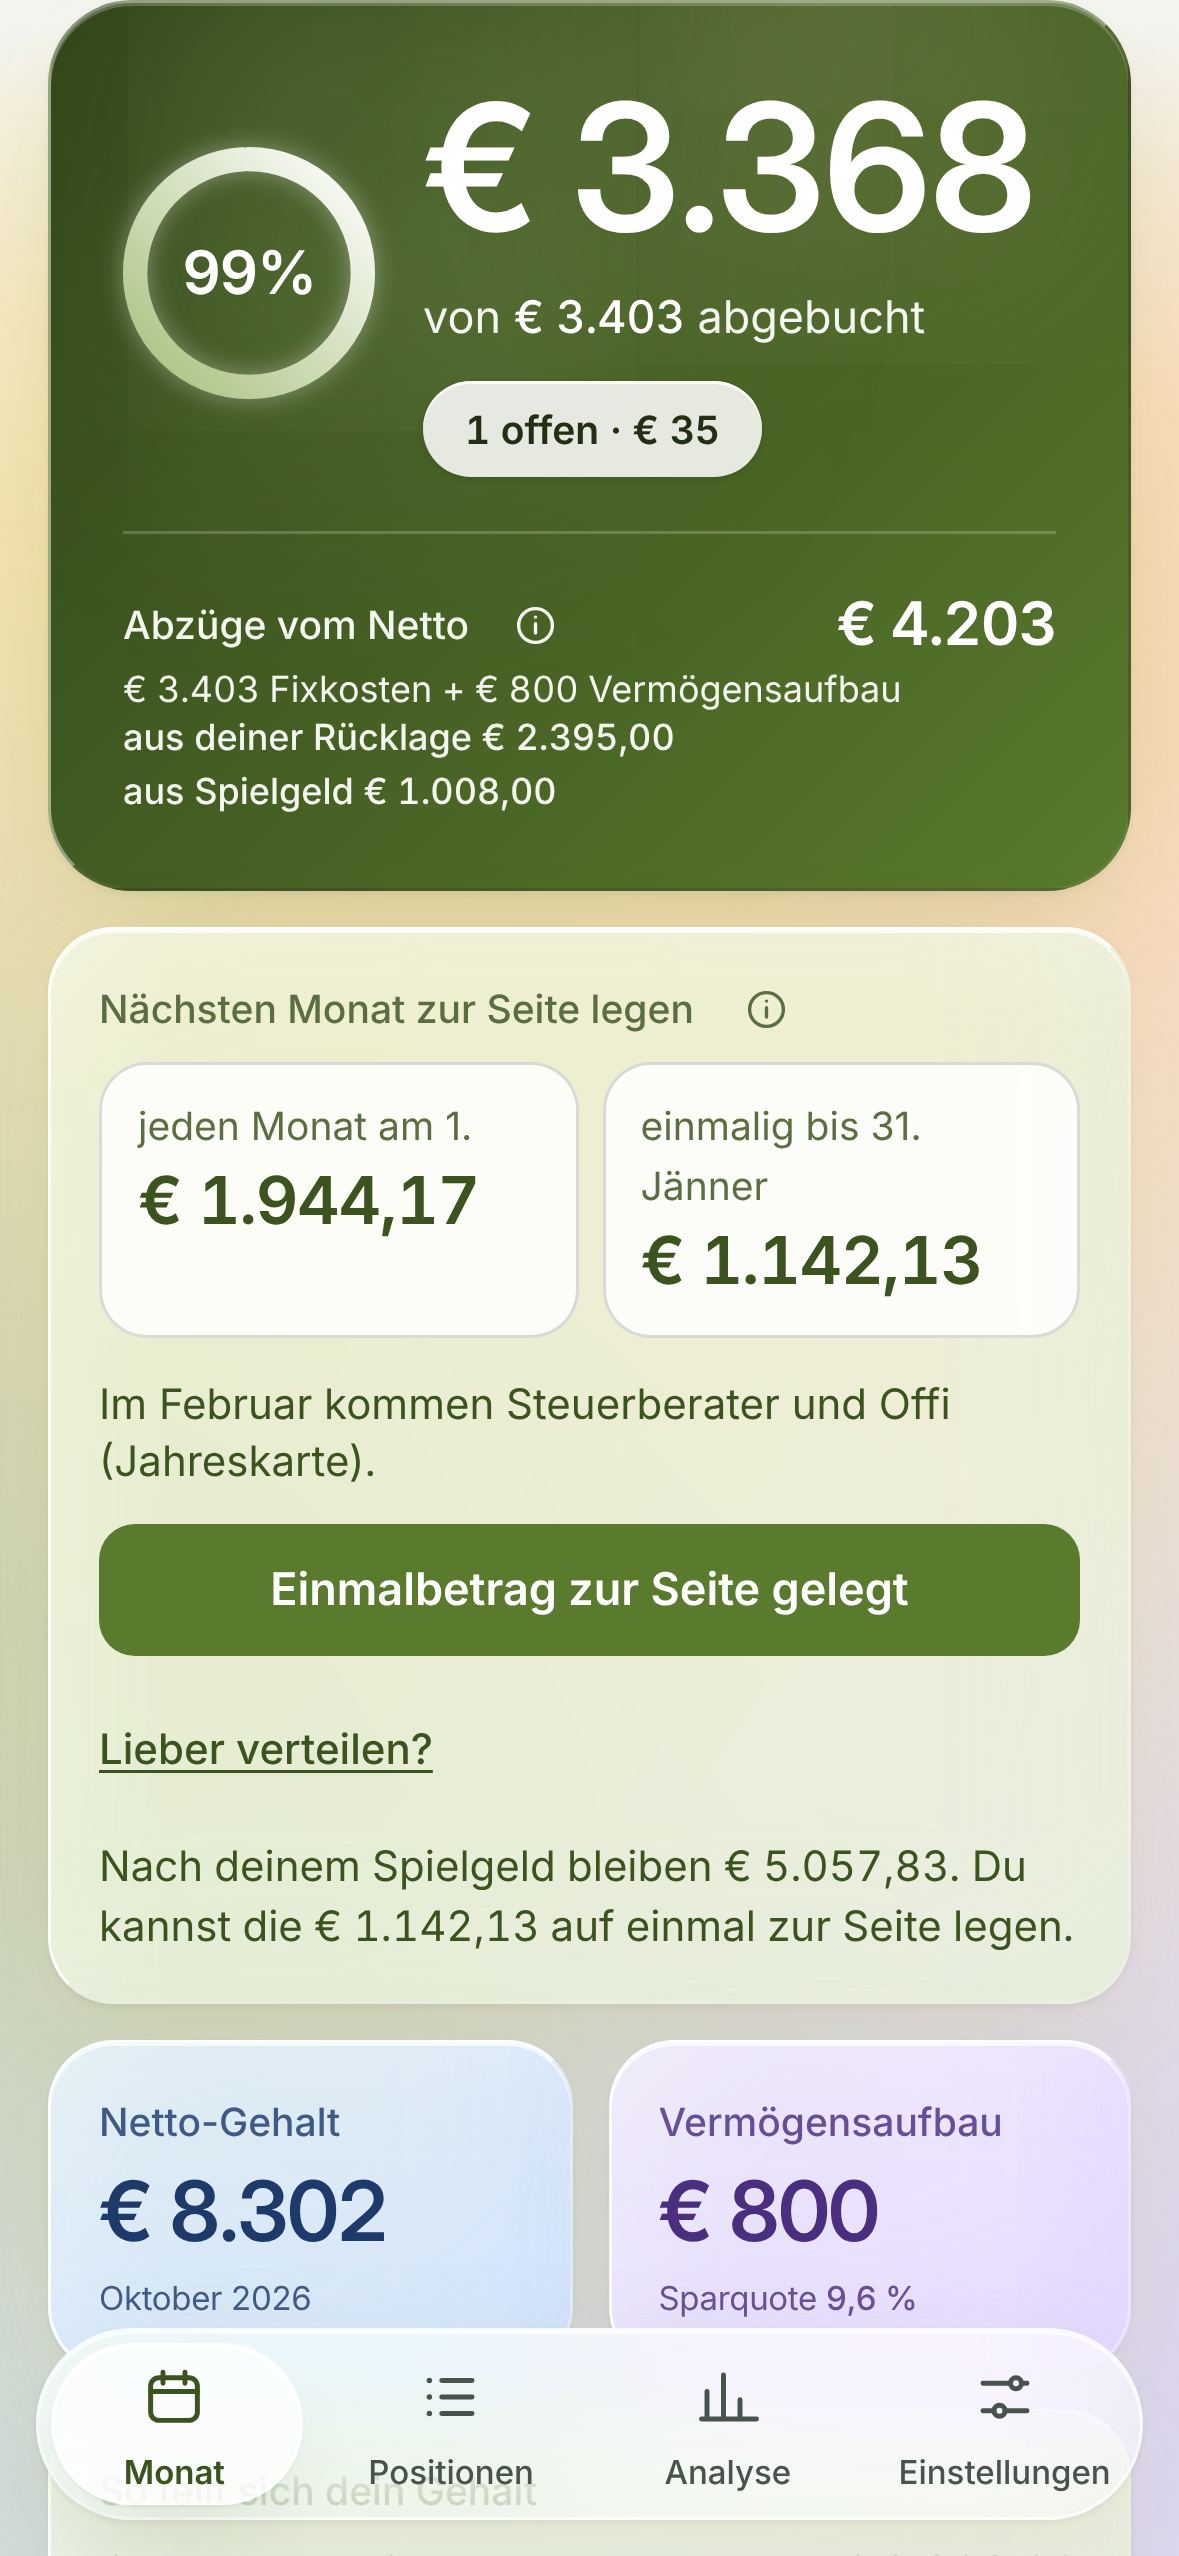 € 3.368
99%
von € 3.403 abgebucht
1 offen · € 35
Abzüge vom Netto
€ 4.203
€ 3.403 Fixkosten + € 800 Vermögensaufbau
aus deiner Rücklage € 2.395,00
aus Spielgeld € 1.008,00
Nächsten Monat zur Seite legen
jeden Monat am 1.
€ 1.944,17
einmalig bis 31.
Jänner
€ 1.142,13
Im Februar kommen Steuerberater und Offi
(Jahreskarte).
Einmalbetrag zur Seite gelegt
Lieber verteilen?
Nach deinem Spielgeld bleiben € 5.057,83. Du
kannst die € 1.142,13 auf einmal zur Seite legen.
Netto-Gehalt
€ 8.302
Oktober 2026
Vermögensaufbau
€ 800
Sparquote 9,6 %
So teilt sich dein Gehalt
Monat
Positionen
Analyse
Einstellungen